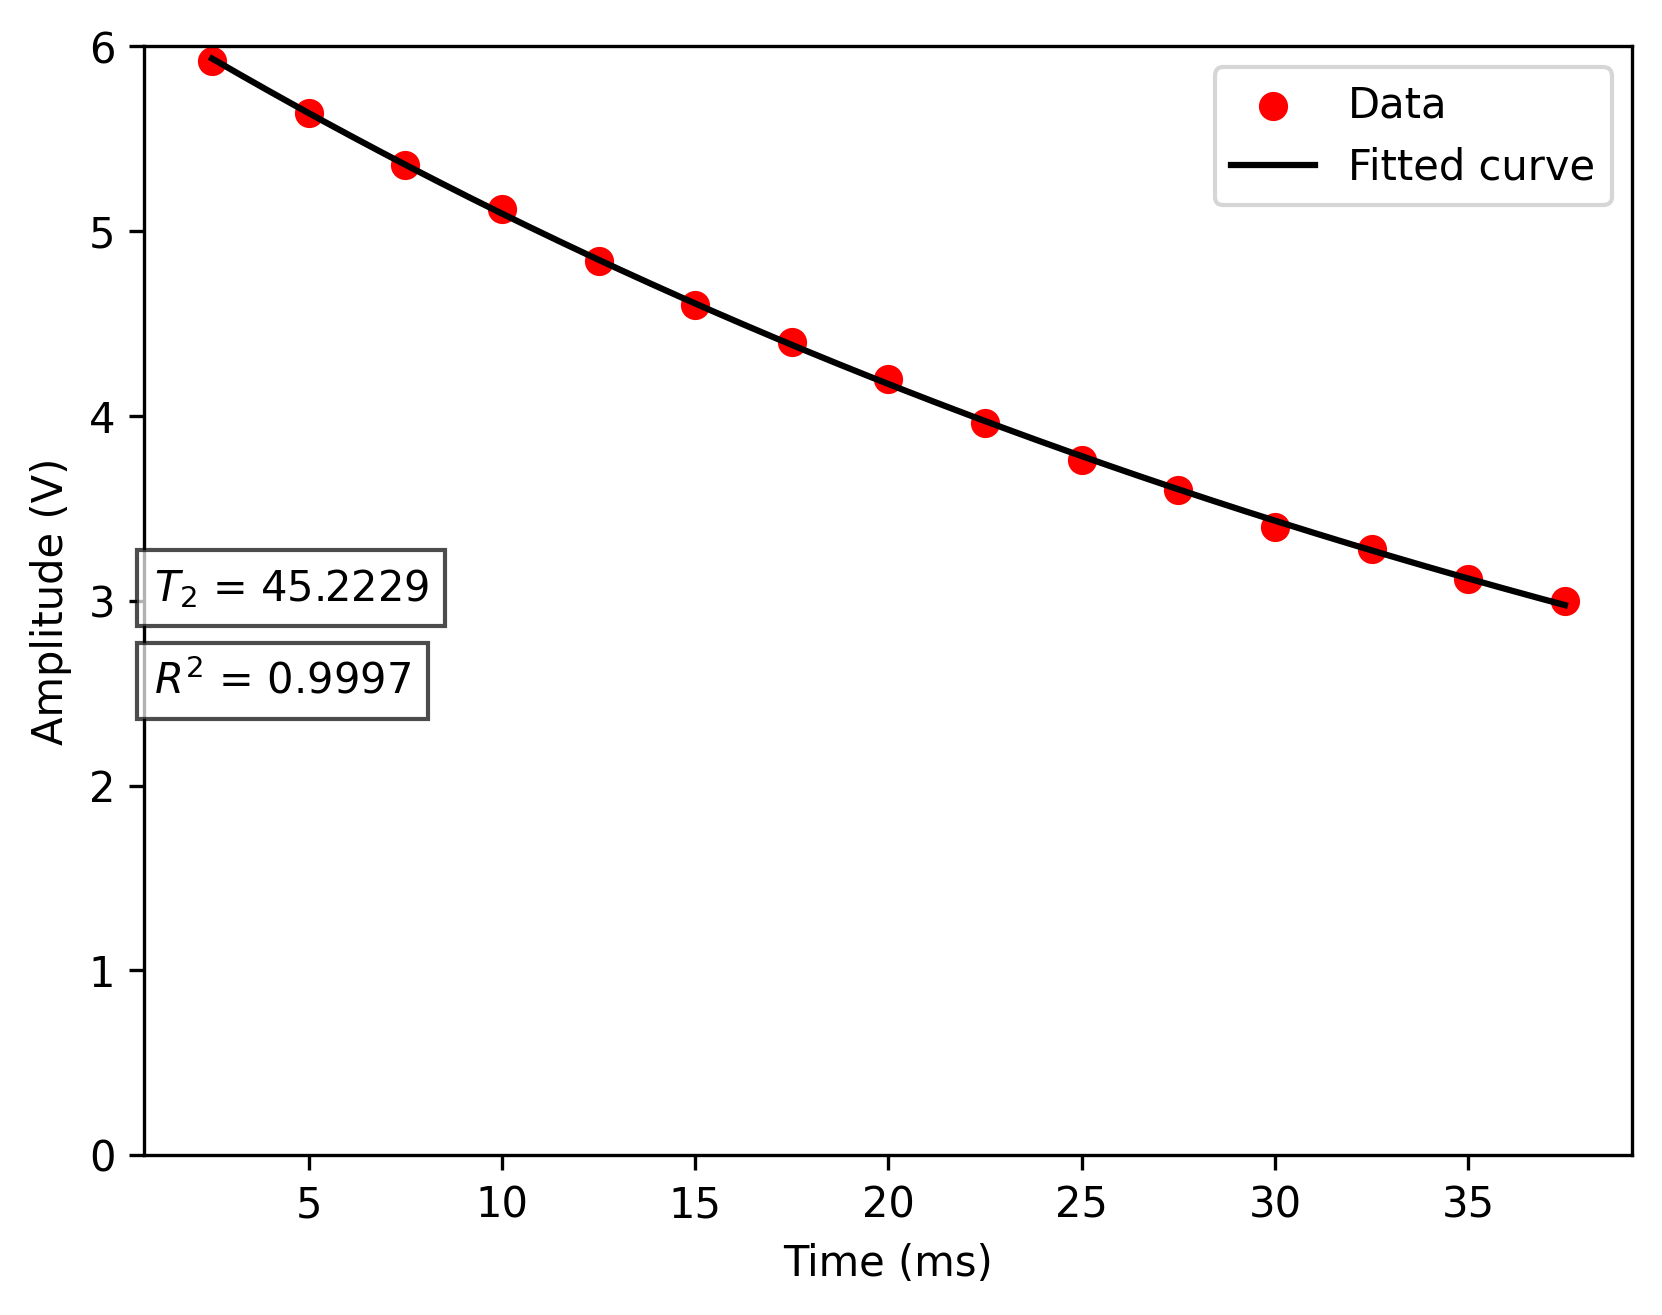 6
5
4
3
2
1
0
5 10 15 20 25 30 35
Time (ms)
Amplitude (V)
Data
Fitted curve
T₂ = 45.2229
R² = 0.9997